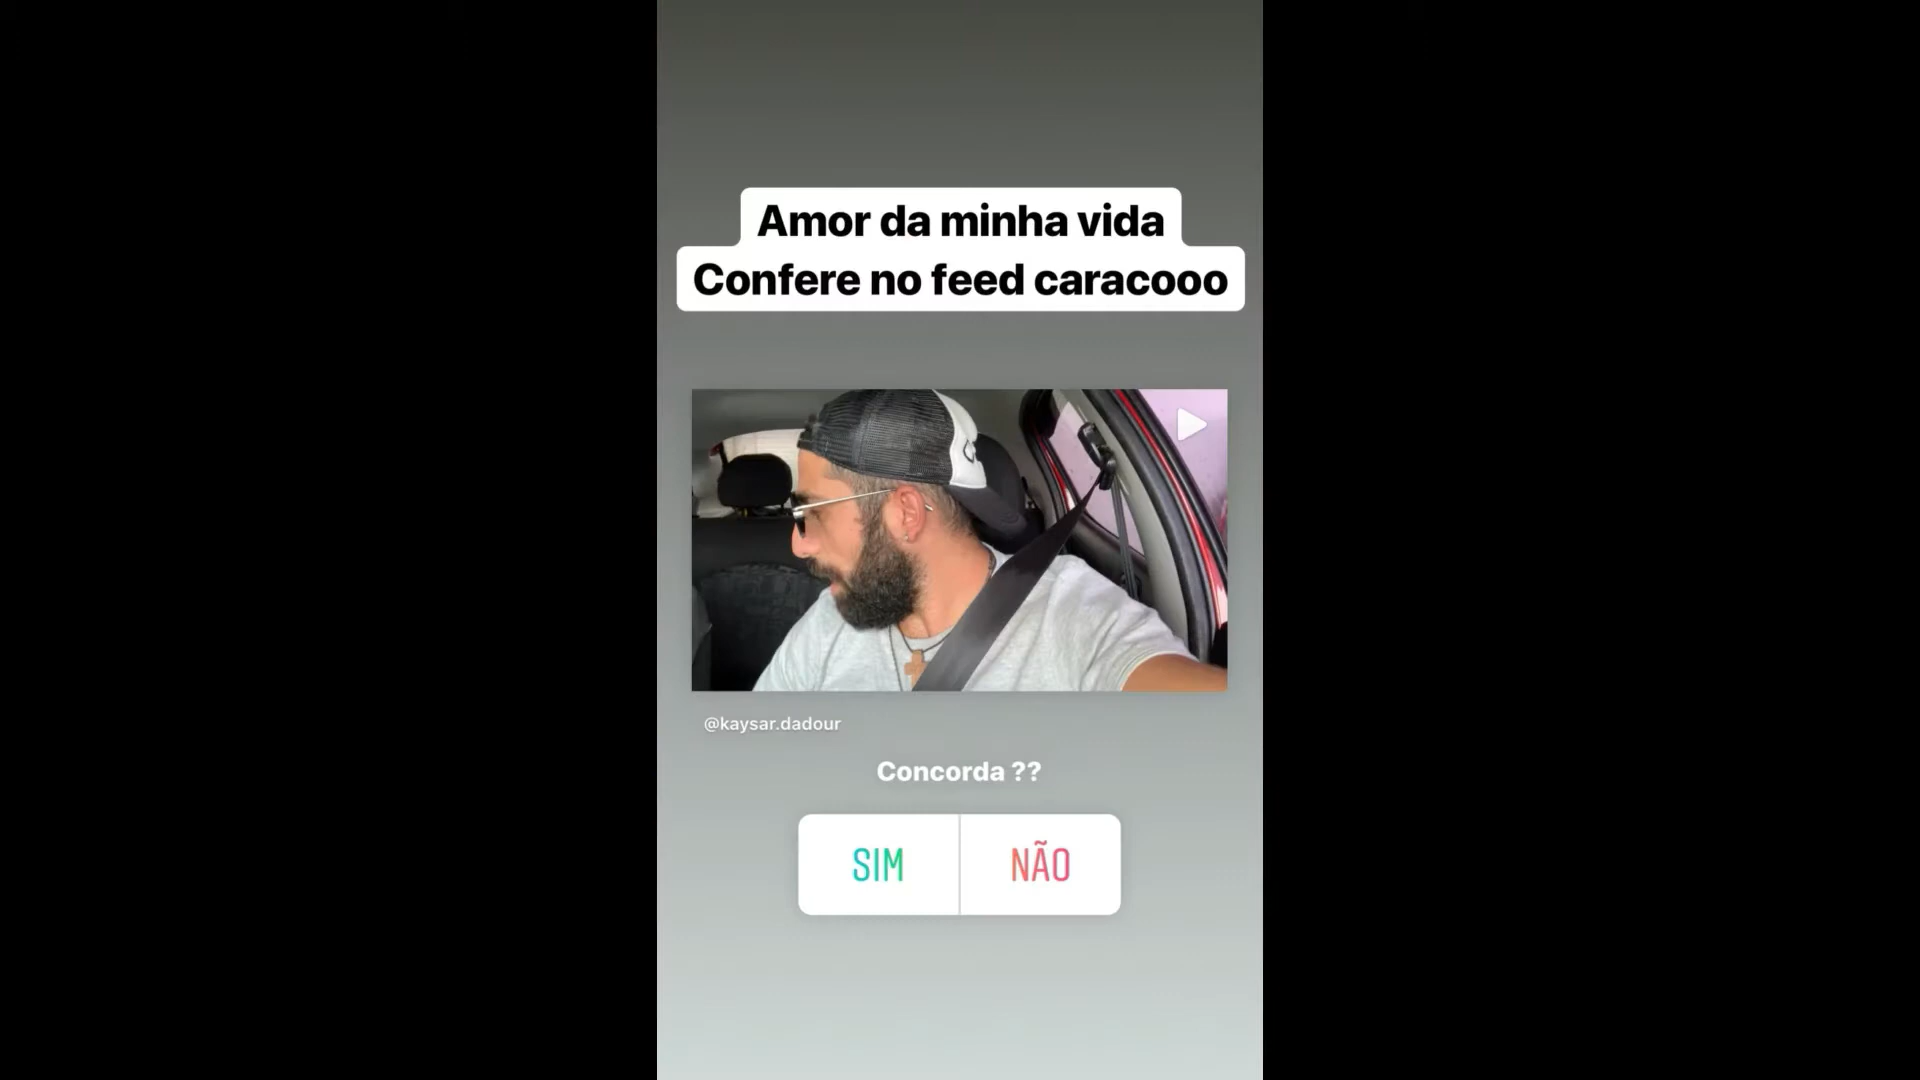 Amor da minha vida
Confere no feed caracooo
@kaysar.dadour
Concorda ??
SIM
NÃO